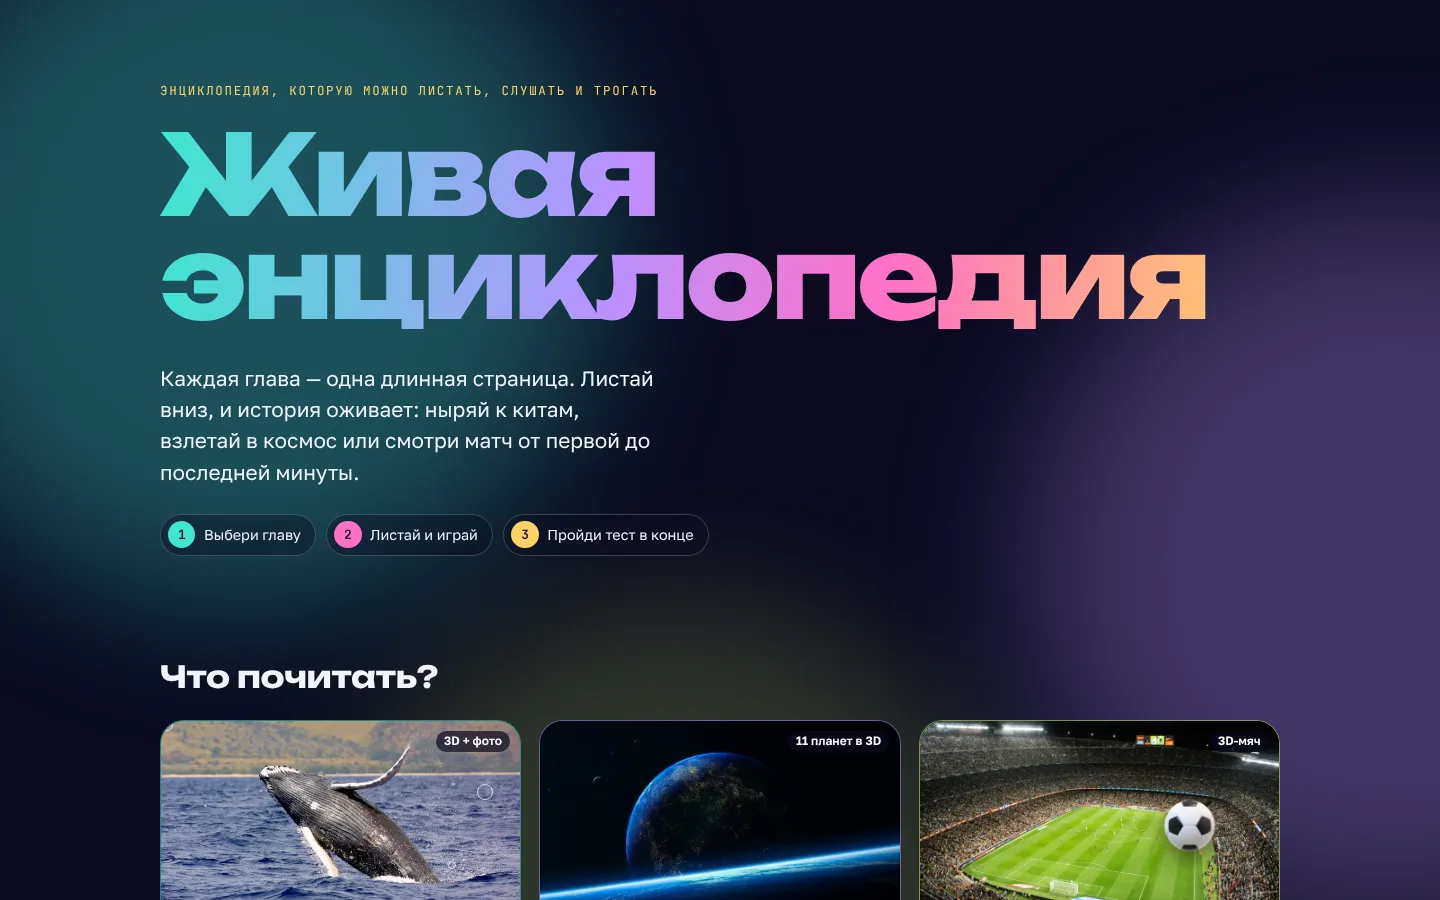 ЭНЦИКЛОПЕДИЯ, КОТОРУЮ МОЖНО ЛИСТАТЬ, СЛУШАТЬ И ТРОГАТЬ
Живая
энциклопедия
Каждая глава — одна длинная страница. Листай
вниз, и история оживает: ныряй к китам,
взлетай в космос или смотри матч от первой до
последней минуты.
1 Выбери главу
2 Листай и играй
3 Пройди тест в конце
Что почитать?
3D + фото
11 планет в 3D
3D-мяч